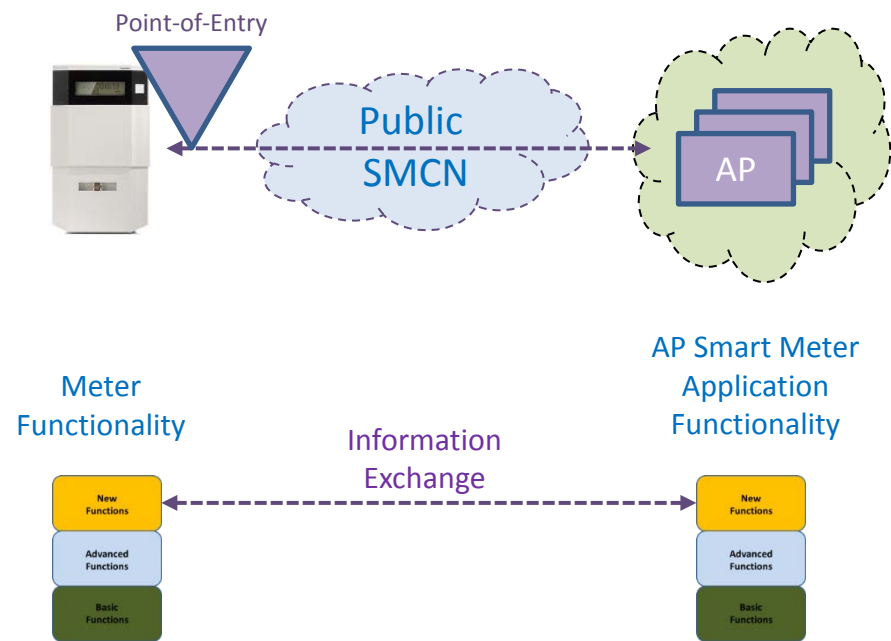 Point-of-Entry
Public
SMCN
AP
Meter
Functionality
AP Smart Meter
Application
Functionality
Information
Exchange
New
Functions
New
Functions
Advanced
Functions
Advanced
Functions
Basic
Functions
Basic
Functions